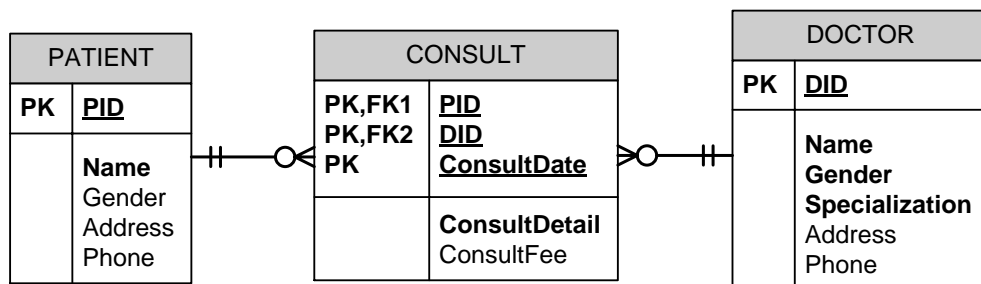 PATIENT
PK PID
Name
Gender
Address
Phone
CONSULT
PK,FK1 PID
PK,FK2 DID
PK ConsultDate
ConsultDetail
ConsultFee
DOCTOR
PK DID
Name
Gender
Specialization
Address
Phone